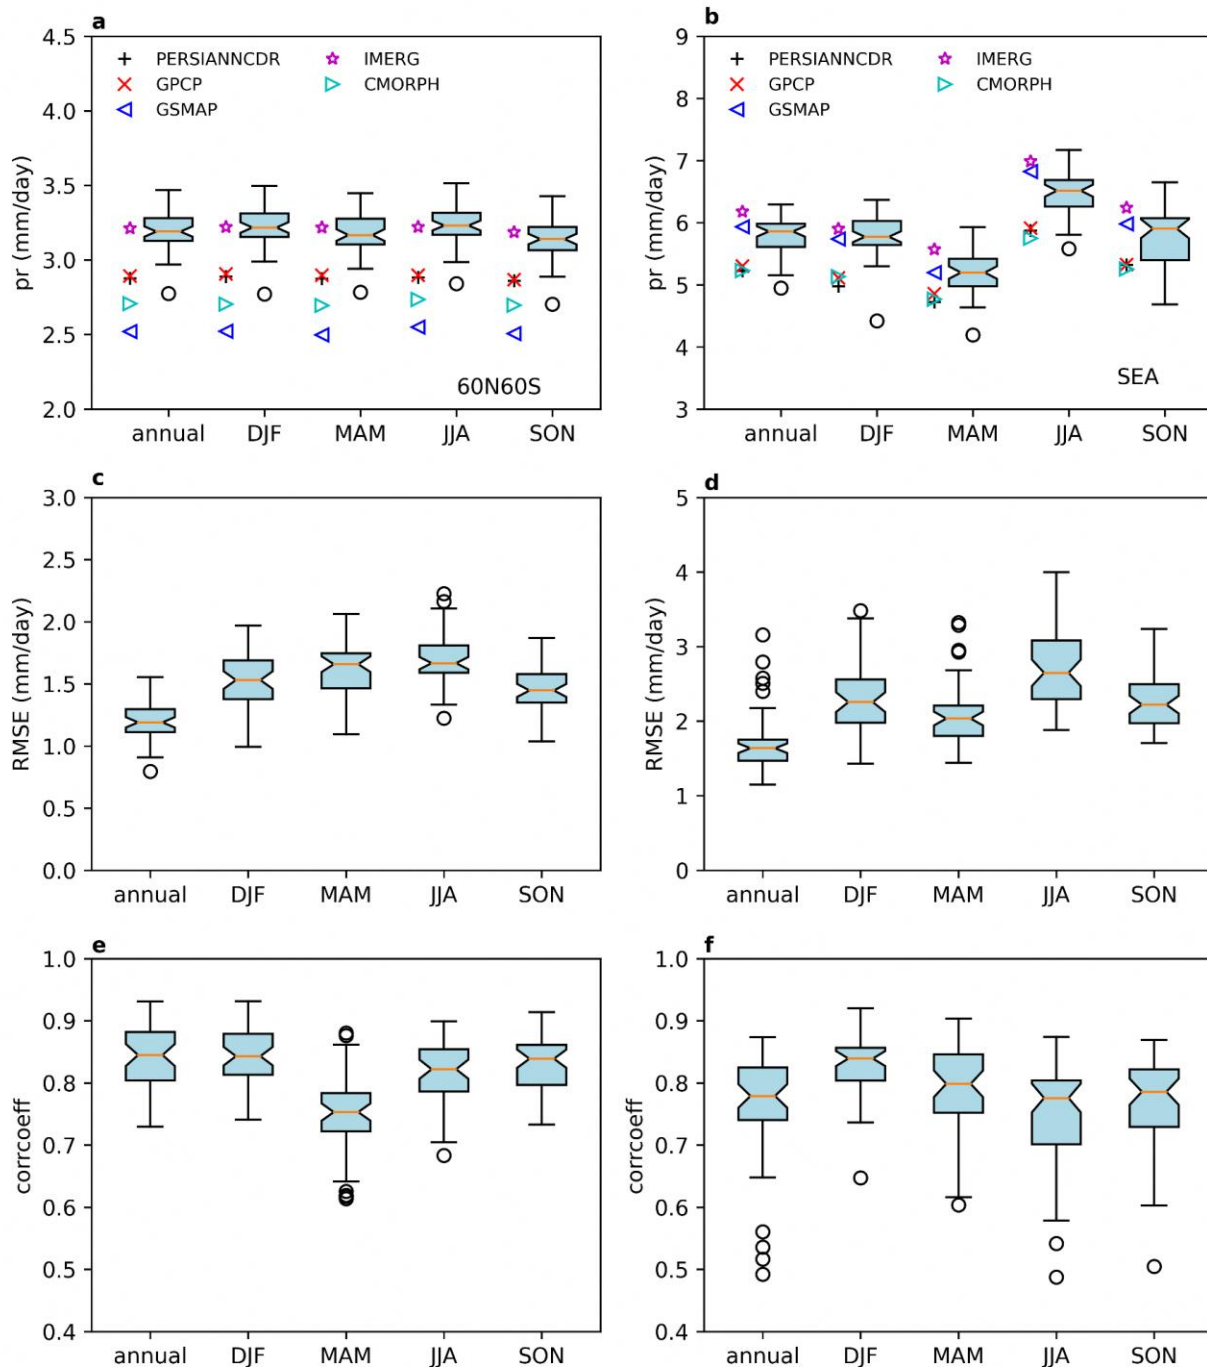 a
4.5
4.0
3.5
3.0
2.5
2.0
pr (mm/day)
PERSIANNCDR
GPCP
GSMAP
IMERG
CMORPH
60N60S
annual DJF MAM JJA SON
b
9
8
7
6
5
4
3
pr (mm/day)
PERSIANNCDR
GPCP
GSMAP
IMERG
CMORPH
SEA
annual DJF MAM JJA SON
c
3.0
2.5
2.0
1.5
1.0
0.5
0.0
RMSE (mm/day)
annual DJF MAM JJA SON
d
5
4
3
2
1
0
RMSE (mm/day)
annual DJF MAM JJA SON
e
1.0
0.9
0.8
0.7
0.6
0.5
0.4
corrcoeff
annual DJF MAM JJA SON
f
1.0
0.9
0.8
0.7
0.6
0.5
0.4
corrcoeff
annual DJF MAM JJA SON